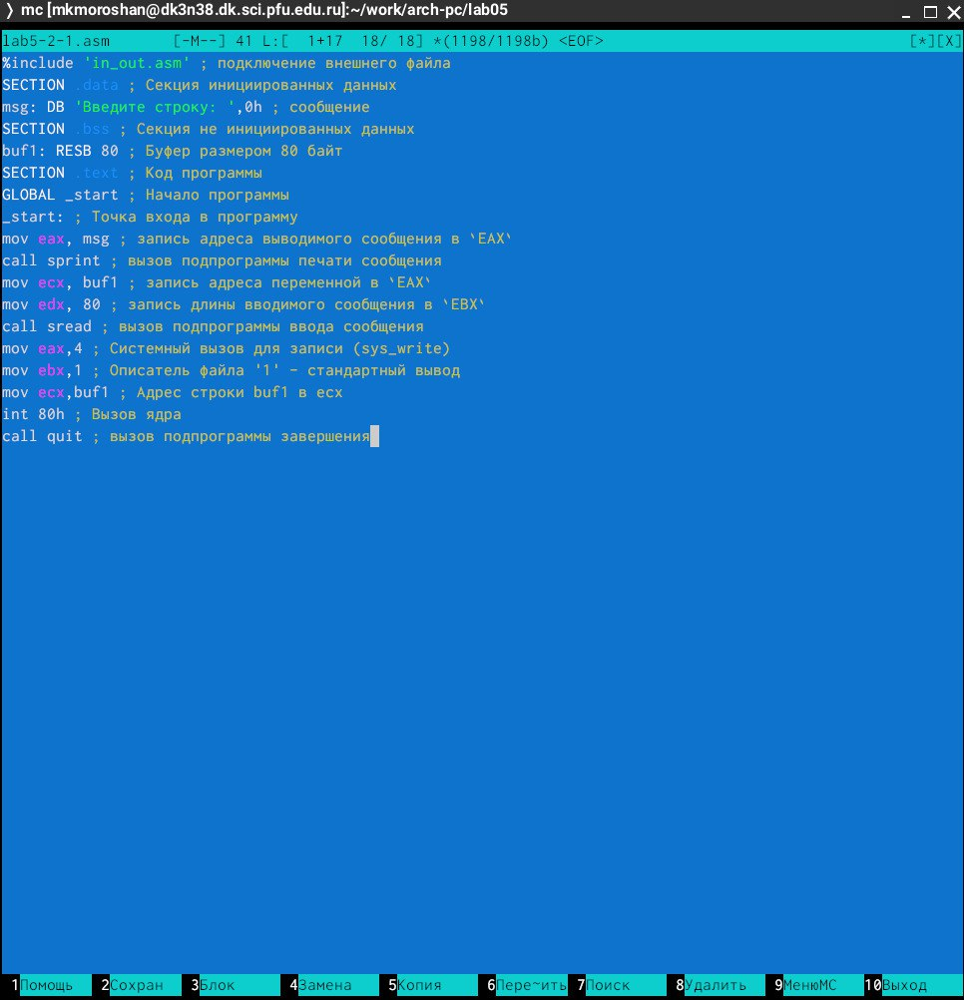 ❭ mc [mkmoroshan@dk3n38.dk.sci.pfu.edu.ru]:~/work/arch-pc/lab05
lab5-2-1.asm [-M--] 41 L:[ 1+17 18/ 18] *(1198/1198b) <EOF> [*][X]
%include 'in_out.asm' ; подключение внешнего файла
SECTION .data ; Секция инициированных данных
msg: DB 'Введите строку: ',0h ; сообщение
SECTION .bss ; Секция не инициированных данных
buf1: RESB 80 ; Буфер размером 80 байт
SECTION .text ; Код программы
GLOBAL _start ; Начало программы
_start: ; Точка входа в программу
mov eax, msg ; запись адреса выводимого сообщения в `EAX`
call sprint ; вызов подпрограммы печати сообщения
mov ecx, buf1 ; запись адреса переменной в `EAX`
mov edx, 80 ; запись длины вводимого сообщения в `EBX`
call sread ; вызов подпрограммы ввода сообщения
mov eax,4 ; Системный вызов для записи (sys_write)
mov ebx,1 ; Описатель файла '1' - стандартный вывод
mov ecx,buf1 ; Адрес строки buf1 в ecx
int 80h ; Вызов ядра
call quit ; вызов подпрограммы завершения
1Помощь 2Сохран 3Блок 4Замена 5Копия 6Пере~ить 7Поиск 8Удалить 9МенюMC 10Выход